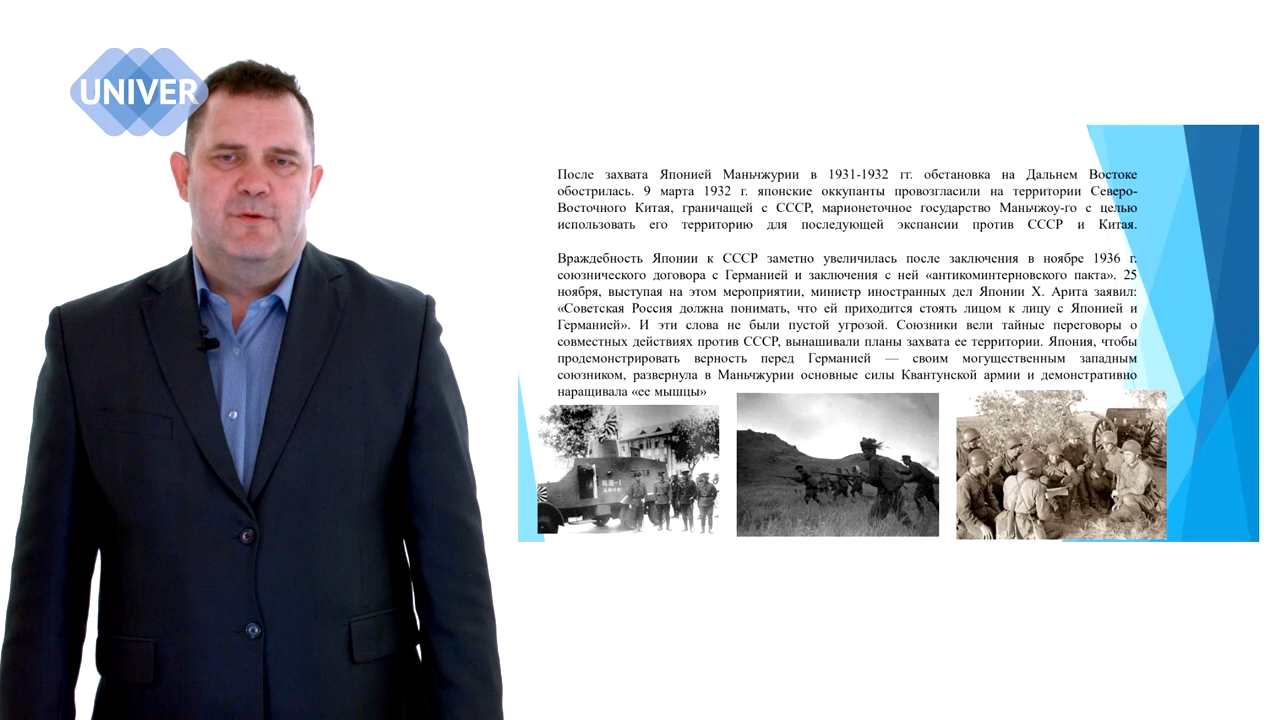 UNIVER
После захвата Японией Маньчжурии в 1931-1932 гг. обстановка на Дальнем Востоке
обострилась. 9 марта 1932 г. японские оккупанты провозгласили на территории Северо-
Восточного Китая, граничащей с СССР, марионеточное государство Маньчжоу-го с целью
использовать его территорию для последующей экспансии против СССР и Китая.
Враждебность Японии к СССР заметно увеличилась после заключения в ноябре 1936 г.
союзнического договора с Германией и заключения с ней «антикоминтерновского пакта». 25
ноября, выступая на этом мероприятии, министр иностранных дел Японии Х. Арита заявил:
«Советская Россия должна понимать, что ей приходится стоять лицом к лицу с Японией и
Германией». И эти слова не были пустой угрозой. Союзники вели тайные переговоры о
совместных действиях против СССР, вынашивали планы захвата ее территории. Япония, чтобы
продемонстрировать верность перед Германией — своим могущественным западным
союзником, развернула в Маньчжурии основные силы Квантунской армии и демонстративно
наращивала «ее мышцы»